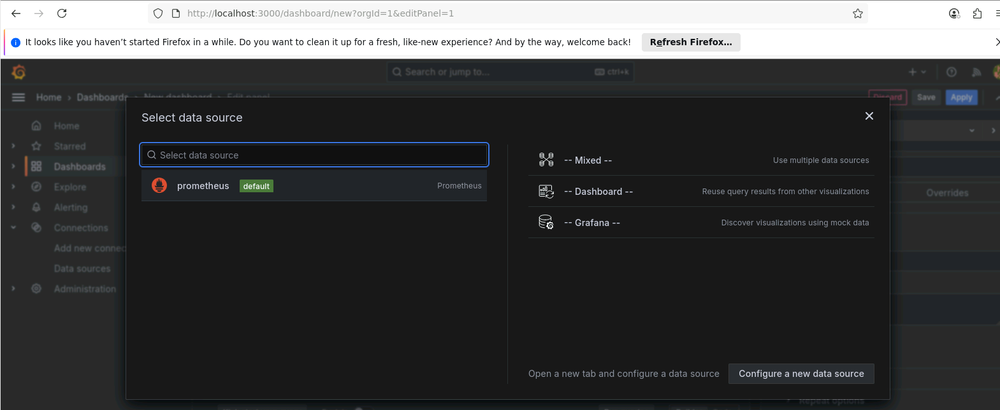 http://localhost:3000/dashboard/new?orgId=1&editPanel=1
It looks like you haven’t started Firefox in a while. Do you want to clean it up for a fresh, like-new experience? And by the way, welcome back! Refresh Firefox...
Search or jump to... ctrl+k
Home › Dashboards › New dashboard › Edit panel Discard Save Apply
Select data source
Home
Starred
Dashboards
Explore
Alerting
Connections
Add new connec
Data sources
Administration
Select data source
prometheus default Prometheus
-- Mixed -- Use multiple data sources
-- Dashboard -- Reuse query results from other visualizations
-- Grafana -- Discover visualizations using mock data
Overrides
Open a new tab and configure a data source Configure a new data source
Repeat options